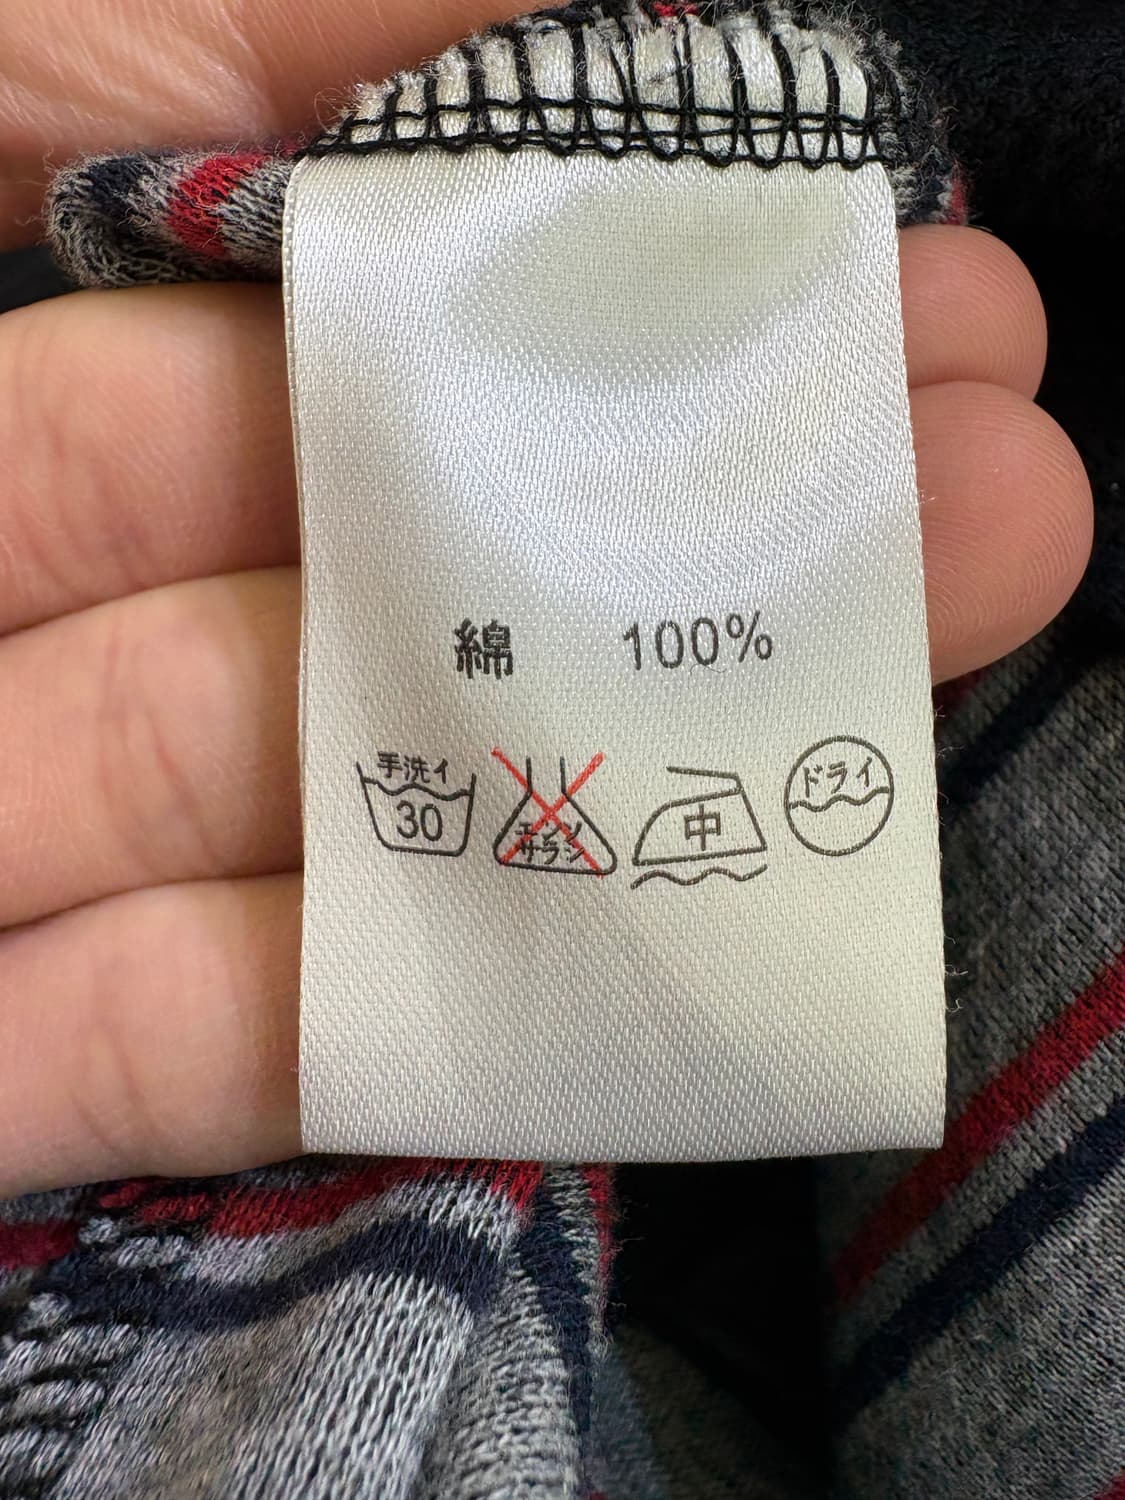 綿 100%
手洗イ 30
エンソ
サラシ
中
ドライ